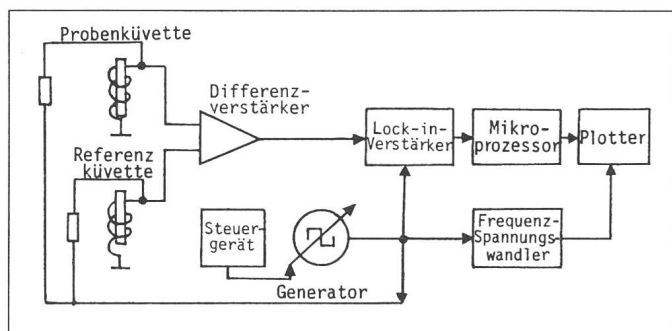 Probenküvette
Differenz-
verstärker
Lock-in-
Verstärker
Mikro-
prozessor
Plotter
Referenz
küvette
Steuer-
gerät
Generator
Frequenz-
Spannungs
wandler